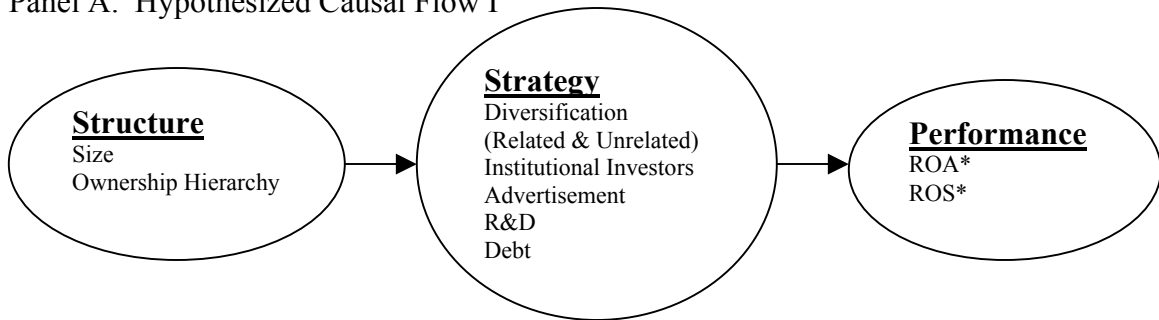 Panel A: Hypothesized Causal Flow I
Structure
Size
Ownership Hierarchy
Strategy
Diversification
(Related & Unrelated)
Institutional Investors
Advertisement
R&D
Debt
Performance
ROA*
ROS*